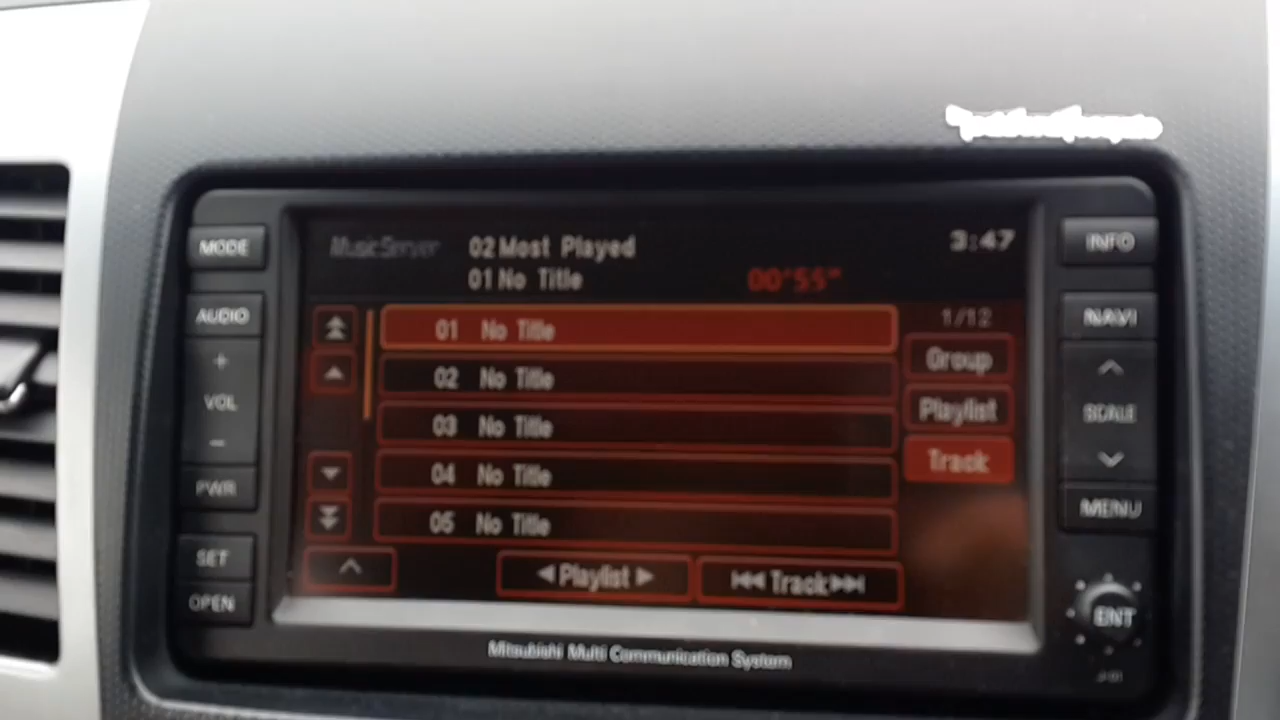 MusicServer 02 Most Played 3:47
01 No Title 00'55"
1/12
01 No Title
02 No Title
03 No Title
04 No Title
05 No Title
Group
Playlist
Track
◀ Playlist ▶
Track
MODE
AUDIO
+
VOL
−
PWR
SET
OPEN
INFO
NAVI
SCALE
MENU
ENT
Mitsubishi Multi Communication System